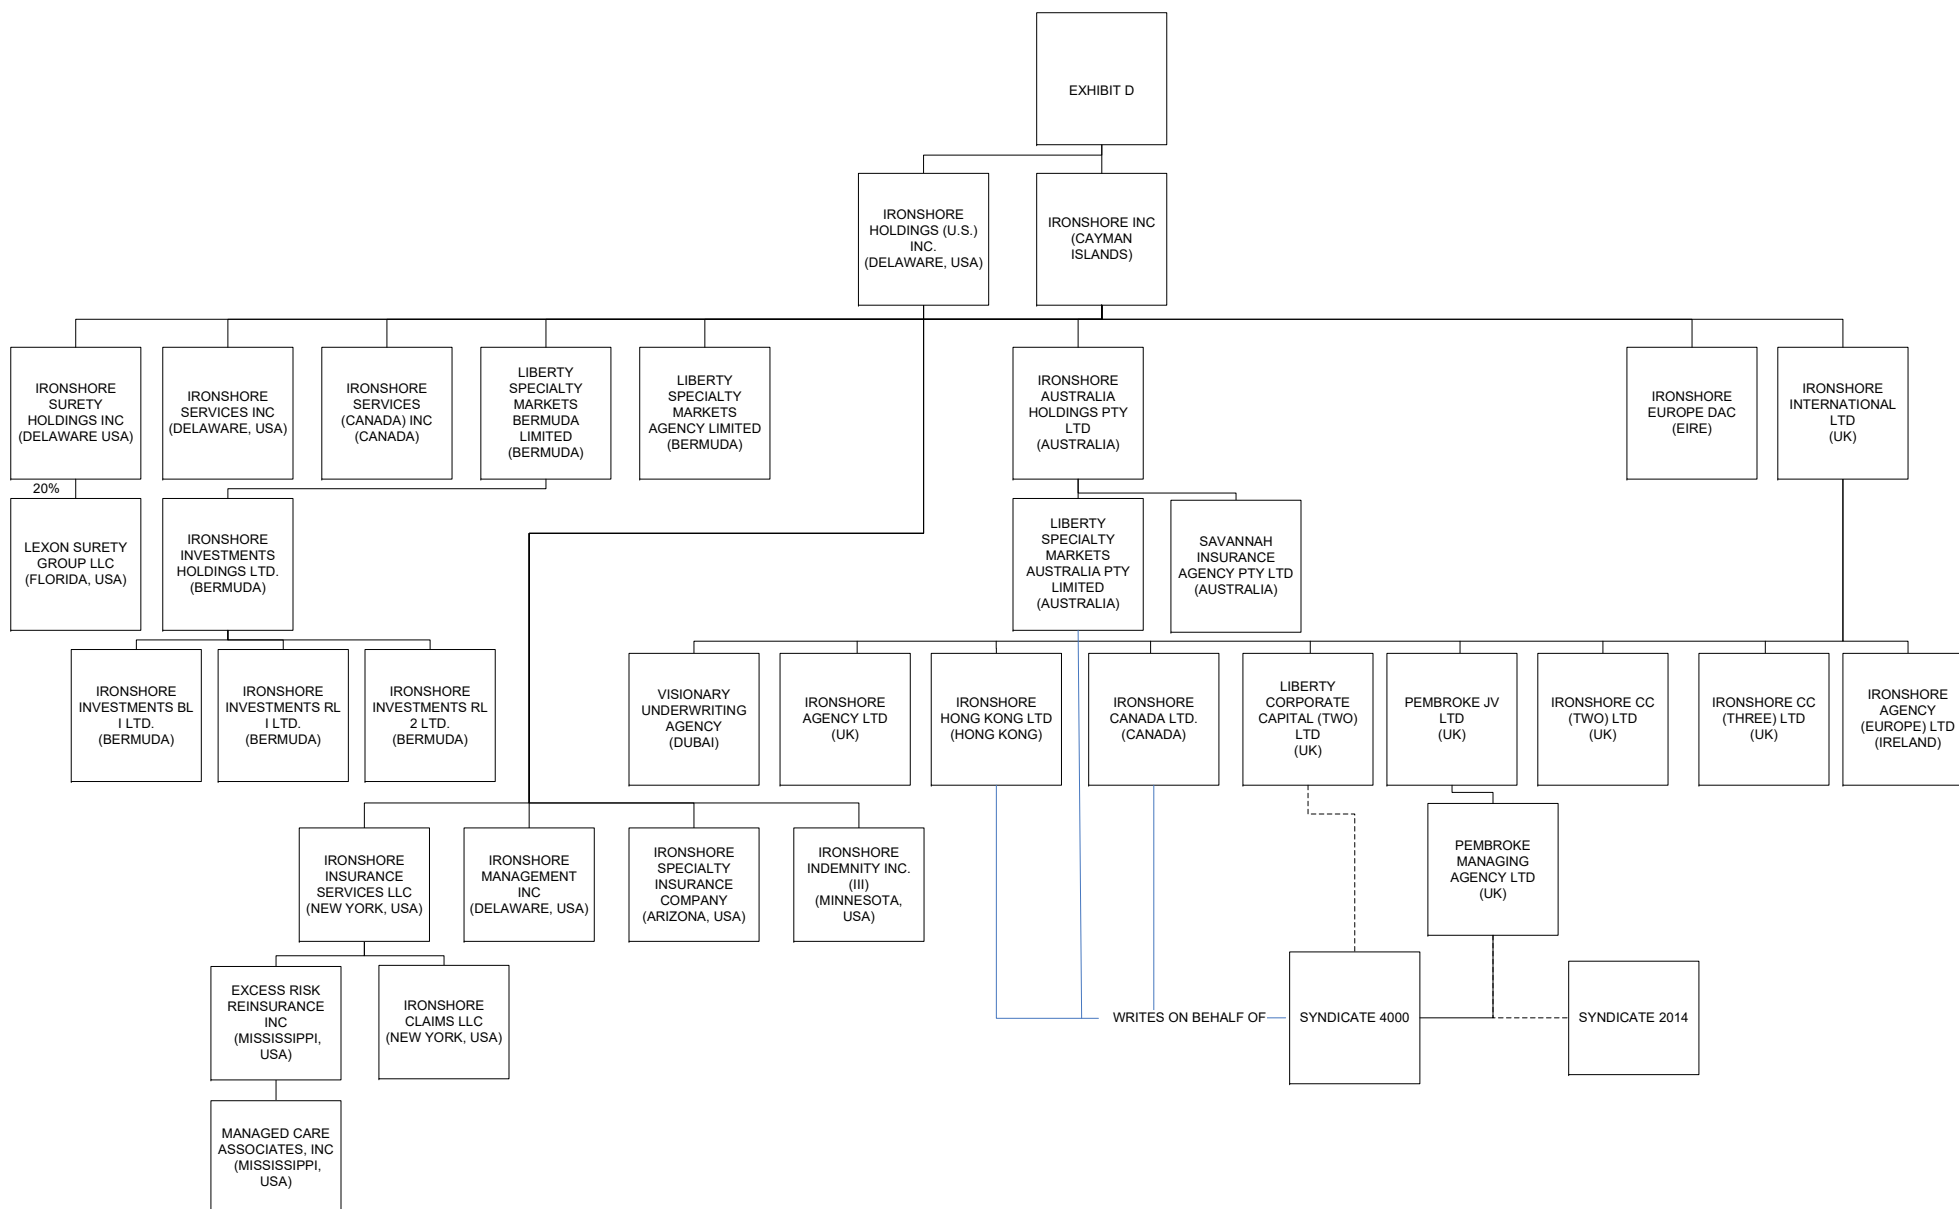 EXHIBIT D
IRONSHORE
HOLDINGS (U.S.)
INC.
(DELAWARE, USA)
IRONSHORE INC
(CAYMAN
ISLANDS)
IRONSHORE
SURETY
HOLDINGS INC
(DELAWARE USA)
IRONSHORE
SERVICES INC
(DELAWARE, USA)
IRONSHORE
SERVICES
(CANADA) INC
(CANADA)
LIBERTY
SPECIALTY
MARKETS
BERMUDA
LIMITED
(BERMUDA)
LIBERTY
SPECIALTY
MARKETS
AGENCY LIMITED
(BERMUDA)
IRONSHORE
AUSTRALIA
HOLDINGS PTY
LTD
(AUSTRALIA)
IRONSHORE
EUROPE DAC
(EIRE)
IRONSHORE
INTERNATIONAL
LTD
(UK)
20%
LEXON SURETY
GROUP LLC
(FLORIDA, USA)
IRONSHORE
INVESTMENTS
HOLDINGS LTD.
(BERMUDA)
LIBERTY
SPECIALTY
MARKETS
AUSTRALIA PTY
LIMITED
(AUSTRALIA)
SAVANNAH
INSURANCE
AGENCY PTY LTD
(AUSTRALIA)
IRONSHORE
INVESTMENTS BL
I LTD.
(BERMUDA)
IRONSHORE
INVESTMENTS RL
I LTD.
(BERMUDA)
IRONSHORE
INVESTMENTS RL
2 LTD.
(BERMUDA)
VISIONARY
UNDERWRITING
AGENCY
(DUBAI)
IRONSHORE
AGENCY LTD
(UK)
IRONSHORE
HONG KONG LTD
(HONG KONG)
IRONSHORE
CANADA LTD.
(CANADA)
LIBERTY
CORPORATE
CAPITAL (TWO)
LTD
(UK)
PEMBROKE JV
LTD
(UK)
IRONSHORE CC
(TWO) LTD
(UK)
IRONSHORE CC
(THREE) LTD
(UK)
IRONSHORE
AGENCY
(EUROPE) LTD
(IRELAND)
IRONSHORE
INSURANCE
SERVICES LLC
(NEW YORK, USA)
IRONSHORE
MANAGEMENT
INC
(DELAWARE, USA)
IRONSHORE
SPECIALTY
INSURANCE
COMPANY
(ARIZONA, USA)
IRONSHORE
INDEMNITY INC.
(III)
(MINNESOTA,
USA)
PEMBROKE
MANAGING
AGENCY LTD
(UK)
EXCESS RISK
REINSURANCE
INC
(MISSISSIPPI,
USA)
IRONSHORE
CLAIMS LLC
(NEW YORK, USA)
WRITES ON BEHALF OF
SYNDICATE 4000
SYNDICATE 2014
MANAGED CARE
ASSOCIATES, INC
(MISSISSIPPI,
USA)